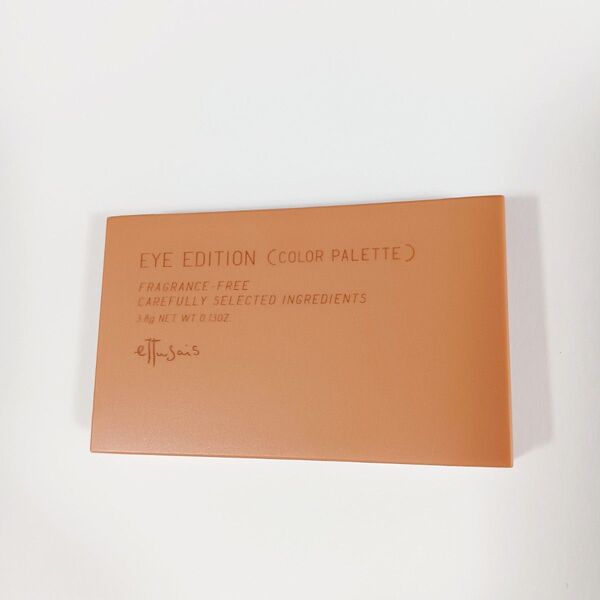 EYE EDITION (COLOR PALETTE)
FRAGRANCE-FREE
CAREFULLY SELECTED INGREDIENTS
3.8g NET WT 0.13OZ.
ettusais